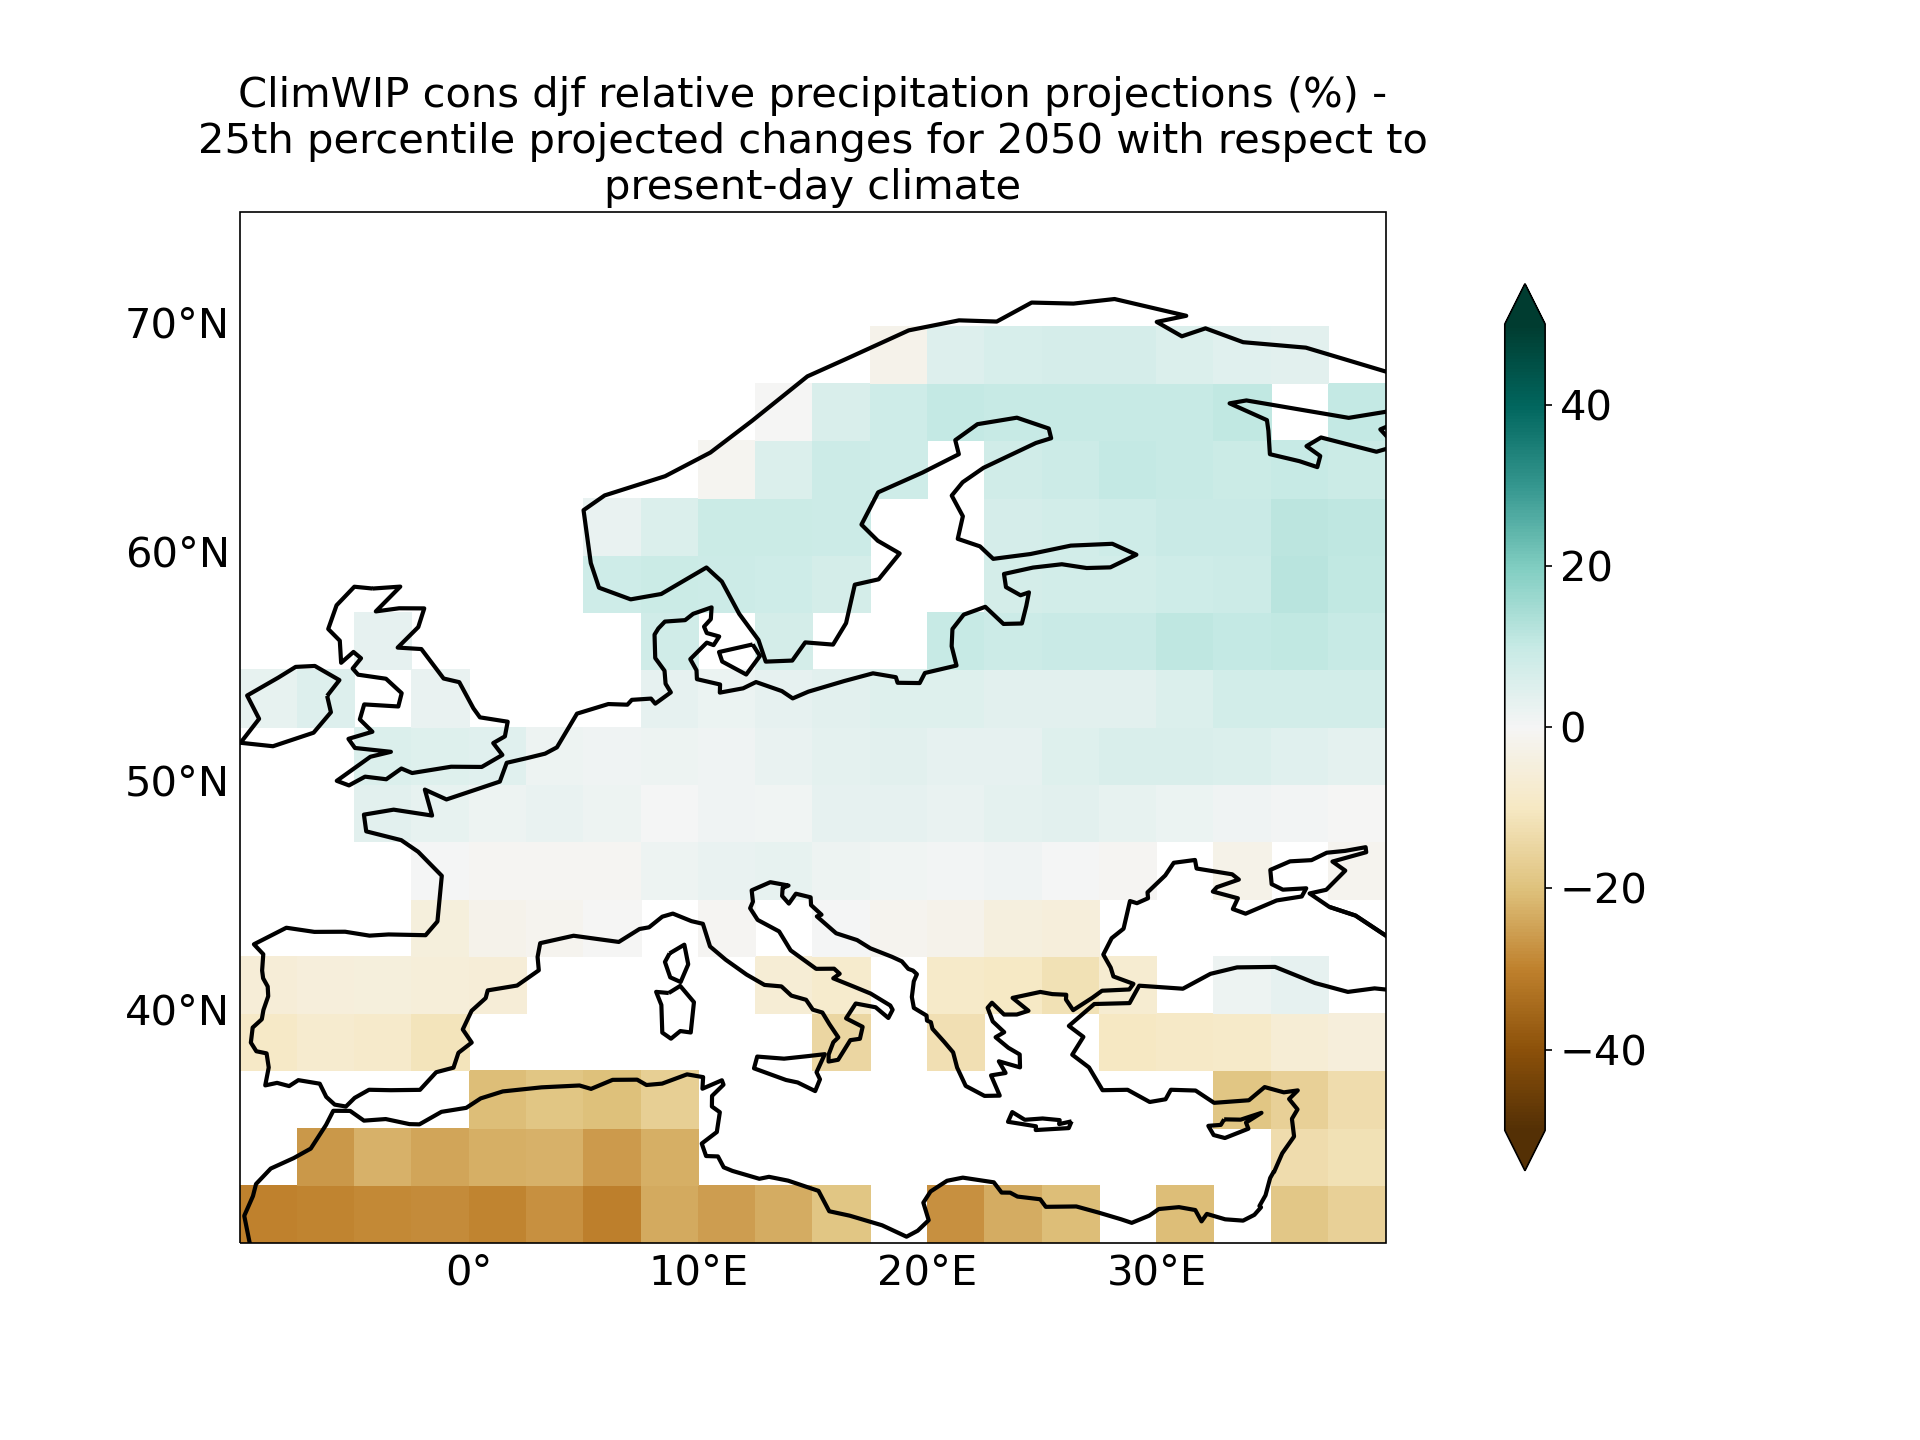 ClimWIP cons djf relative precipitation projections (%) -
25th percentile projected changes for 2050 with respect to
present-day climate
70°N
60°N
50°N
40°N
0°
10°E
20°E
30°E
40
20
0
−20
−40